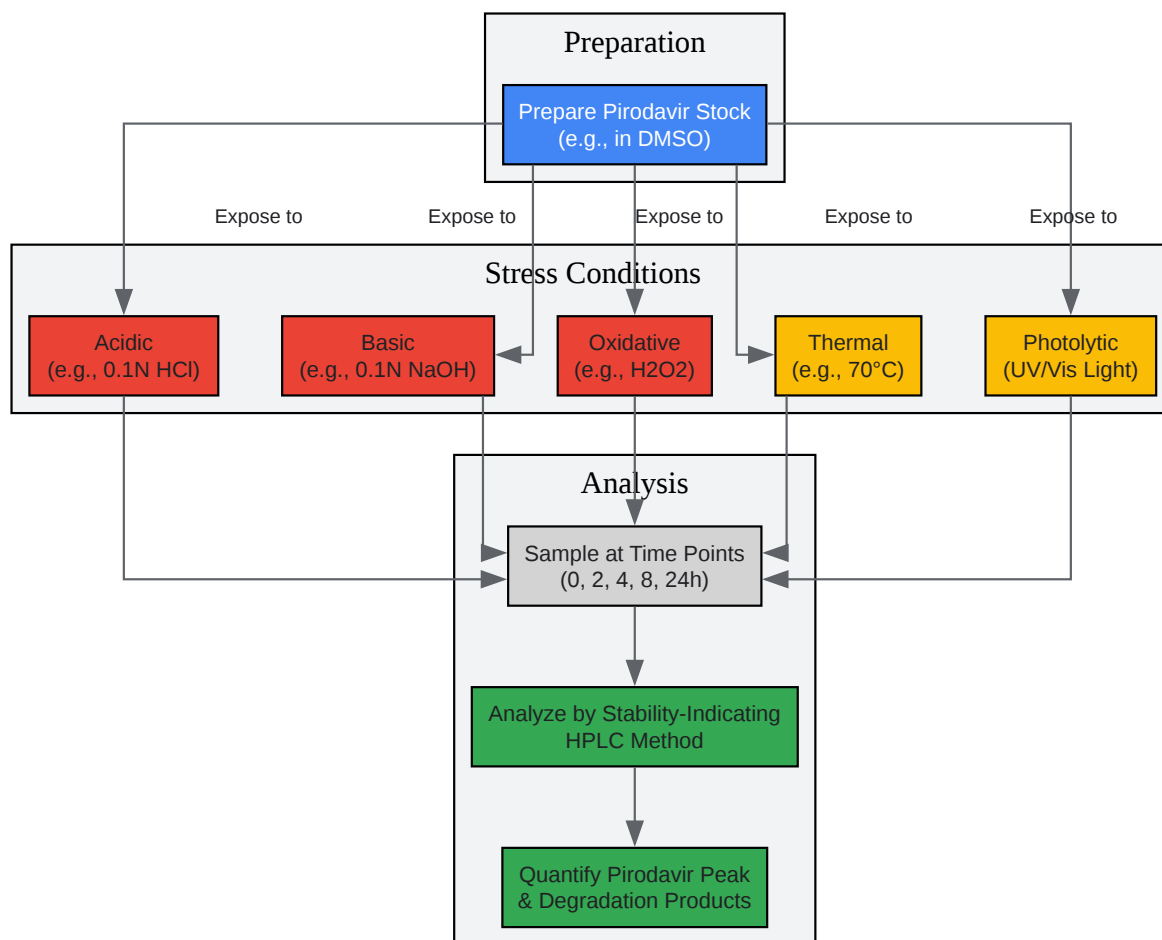 Preparation
Prepare Pirodavir Stock
(e.g., in DMSO)
Expose to
Expose to
Expose to
Expose to
Expose to
Stress Conditions
Acidic
(e.g., 0.1N HCl)
Basic
(e.g., 0.1N NaOH)
Oxidative
(e.g., H2O2)
Thermal
(e.g., 70°C)
Photolytic
(UV/Vis Light)
Analysis
Sample at Time Points
(0, 2, 4, 8, 24h)
Analyze by Stability-Indicating
HPLC Method
Quantify Pirodavir Peak
& Degradation Products